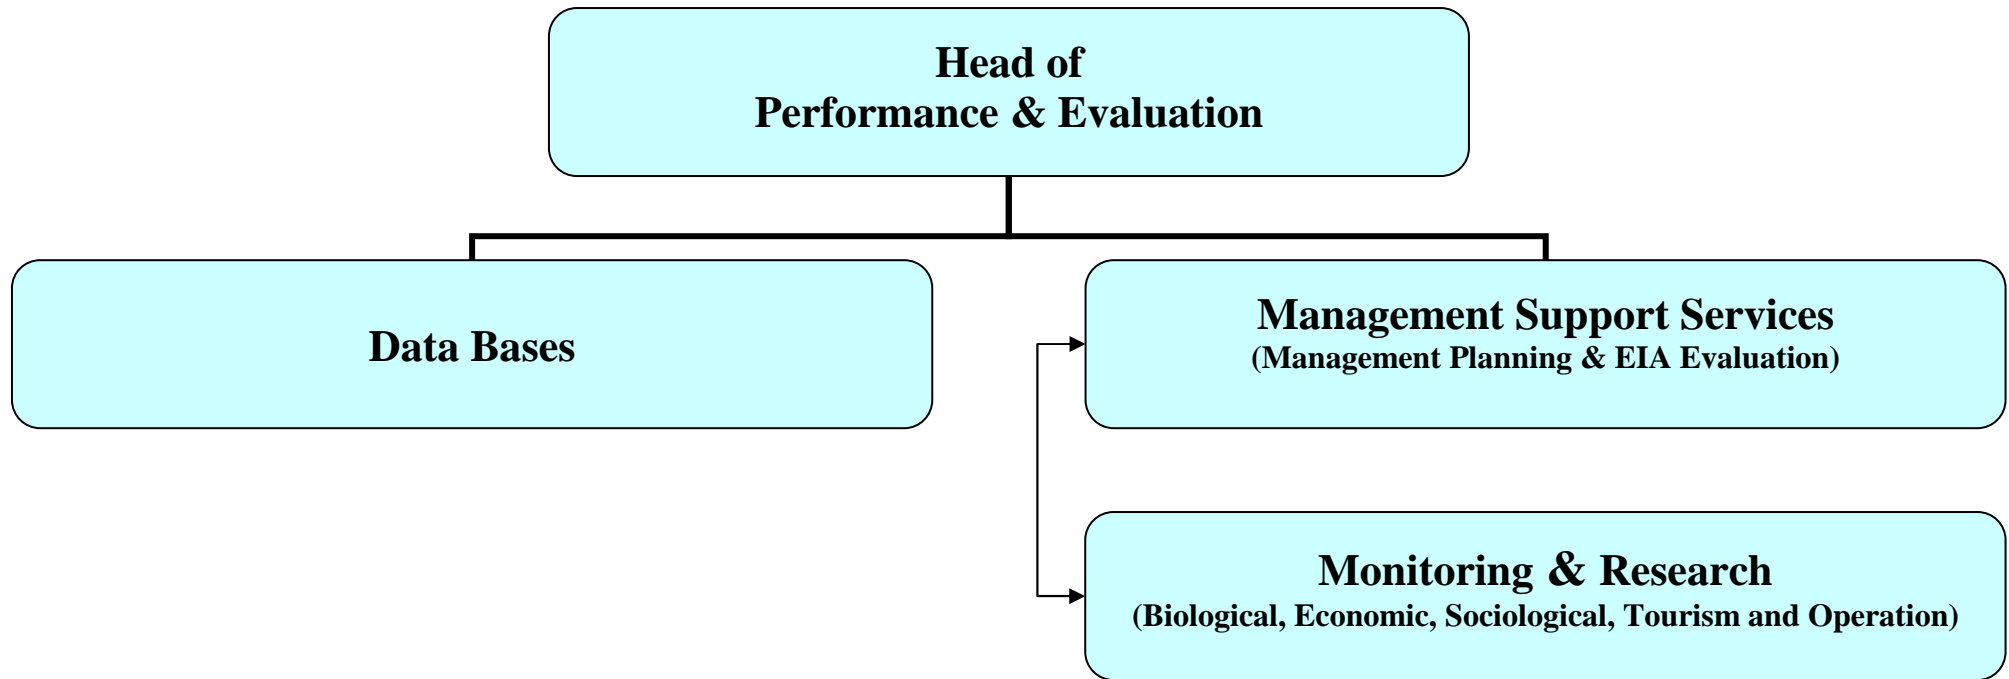 Head of
Performance & Evaluation
Data Bases
Management Support Services
(Management Planning & EIA Evaluation)
Monitoring & Research
(Biological, Economic, Sociological, Tourism and Operation)